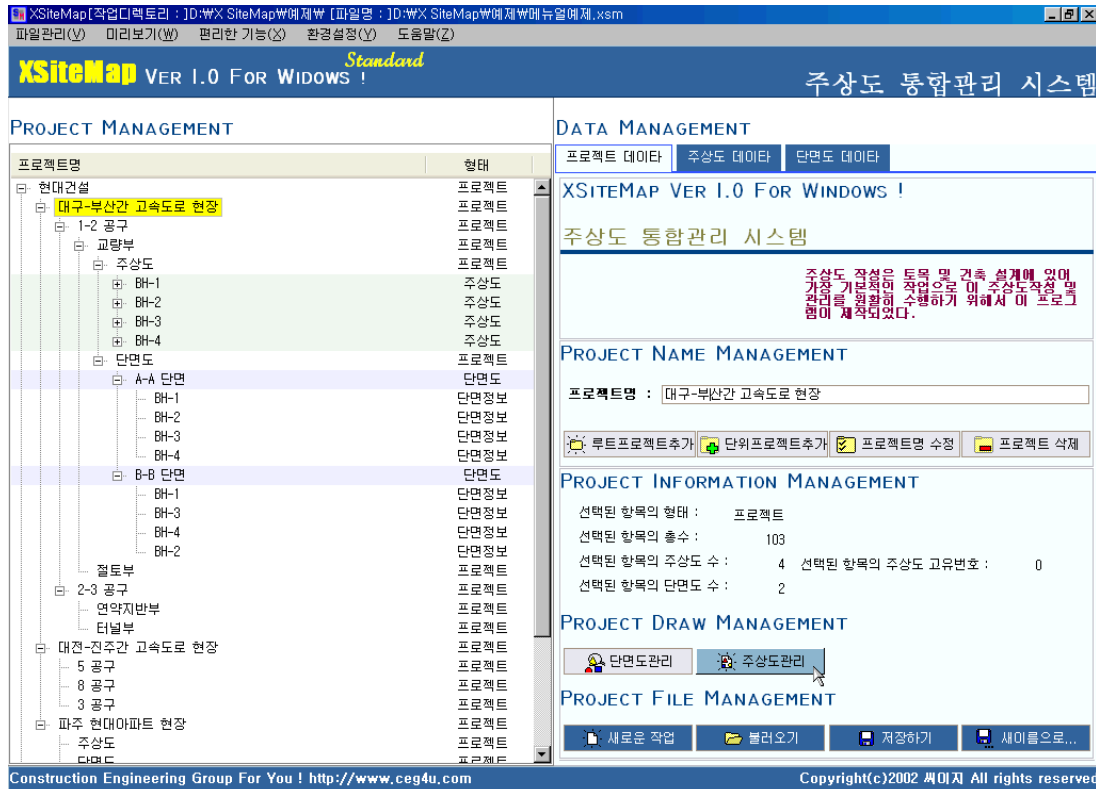 XSiteMap[작업디렉토리 : ]D:₩X SiteMap₩예제₩ [파일명 : ]D:₩X SiteMap₩예제₩메뉴얼예제.xsm
파일관리(V) 미리보기(W) 편리한 기능(X) 환경설정(Y) 도움말(Z)
Standard
XSiteMap VER 1.0 FOR WIDOWS !
주상도 통합관리 시스템
PROJECT MANAGEMENT
프로젝트명 형태
현대건설 프로젝트
대구-부산간 고속도로 현장 프로젝트
1-2 공구 프로젝트
교량부 프로젝트
주상도 프로젝트
BH-1 주상도
BH-2 주상도
BH-3 주상도
BH-4 주상도
단면도 프로젝트
A-A 단면 단면도
BH-1 단면정보
BH-2 단면정보
BH-3 단면정보
BH-4 단면정보
B-B 단면 단면도
BH-1 단면정보
BH-3 단면정보
BH-4 단면정보
BH-2 단면정보
절토부 프로젝트
2-3 공구 프로젝트
연약지반부 프로젝트
터널부 프로젝트
대전-진주간 고속도로 현장 프로젝트
5 공구 프로젝트
8 공구 프로젝트
3 공구 프로젝트
파주 현대아파트 현장 프로젝트
주상도 프로젝트
단면도 프로젝트
DATA MANAGEMENT
프로젝트 데이타 주상도 데이타 단면도 데이타
XSITEMAP VER 1.0 FOR WINDOWS !
주상도 통합관리 시스템
주상도 작성은 토목 및 건축 설계에 있어
가장 기본적인 작업으로 이 주상도작성 및
관리를 원활히 수행하기 위해서 이 프로그
램이 제작되었다.
PROJECT NAME MANAGEMENT
프로젝트명 : 대구-부산간 고속도로 현장
루트프로젝트추가 단위프로젝트추가 프로젝트명 수정 프로젝트 삭제
PROJECT INFORMATION MANAGEMENT
선택된 항목의 형태 : 프로젝트
선택된 항목의 총수 : 103
선택된 항목의 주상도 수 : 4 선택된 항목의 주상도 고유번호 : 0
선택된 항목의 단면도 수 : 2
PROJECT DRAW MANAGEMENT
단면도관리 주상도관리
PROJECT FILE MANAGEMENT
새로운 작업 불러오기 저장하기 새이름으로...
Construction Engineering Group For You ! http://www.ceg4u.com
Copyright(c)2002 씨이지 All rights reserved